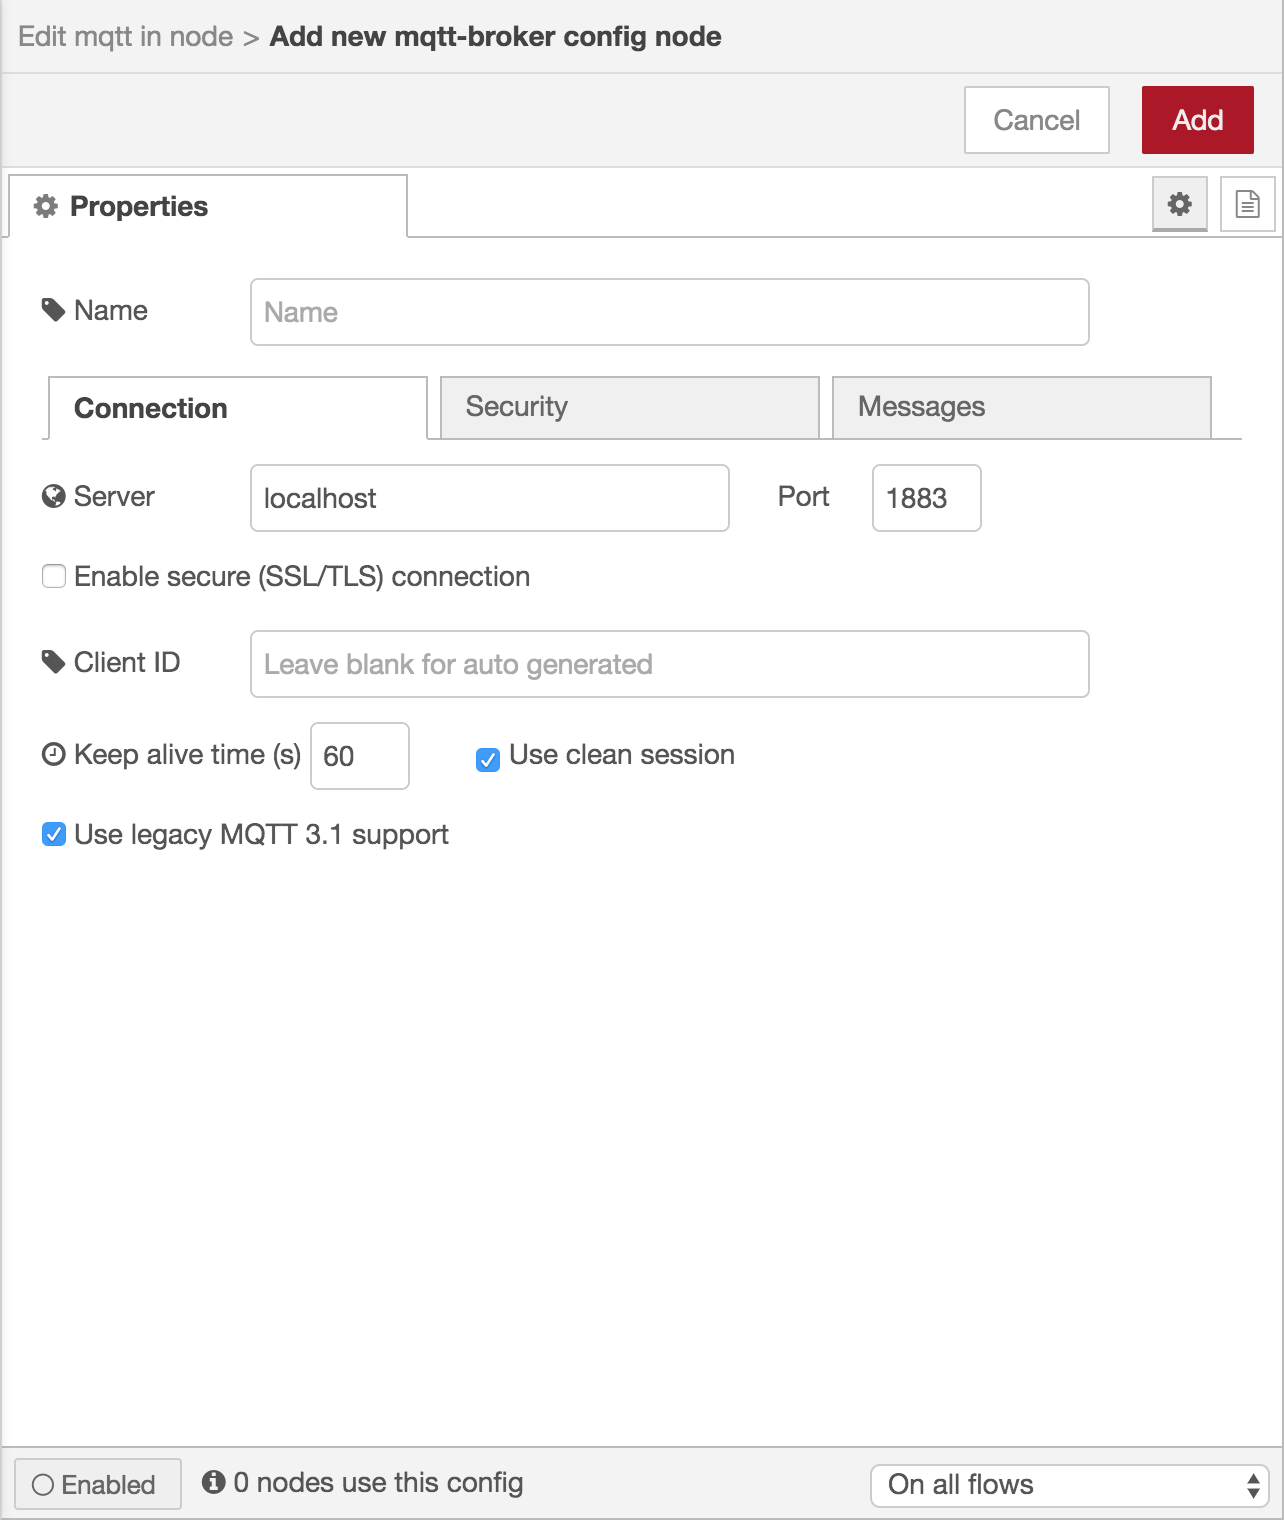 Edit mqtt in node > Add new mqtt-broker config node
Cancel Add
Properties
Name Name
Connection Security Messages
Server localhost Port 1883
Enable secure (SSL/TLS) connection
Client ID Leave blank for auto generated
Keep alive time (s) 60 Use clean session
Use legacy MQTT 3.1 support
Enabled 0 nodes use this config On all flows